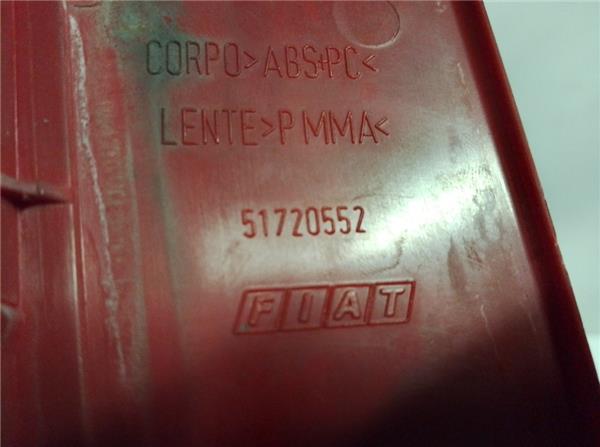 CORPO>ABS+PC<
LENTE>PMMA<
51720552
FIAT